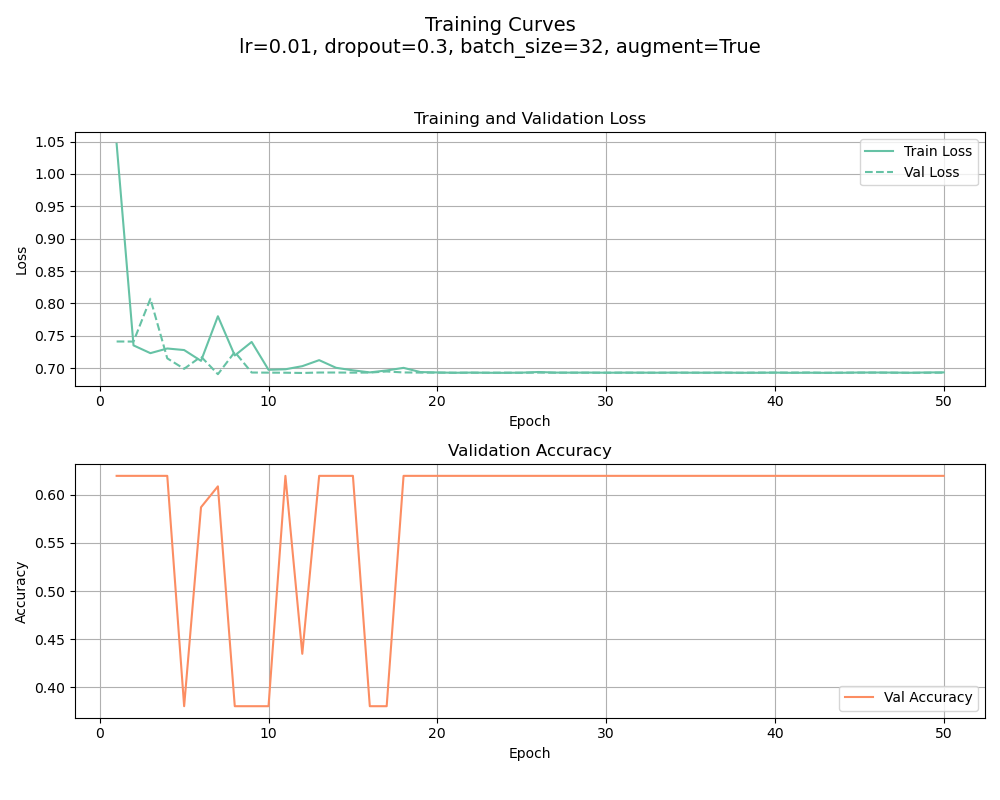 Training Curves
lr=0.01, dropout=0.3, batch_size=32, augment=True
Training and Validation Loss
1.05
1.00
0.95
0.90
0.85
0.80
0.75
0.70
Loss
Train Loss
Val Loss
0 10 20 30 40 50
Epoch
Validation Accuracy
0.60
0.55
0.50
0.45
0.40
Accuracy
Val Accuracy
0 10 20 30 40 50
Epoch